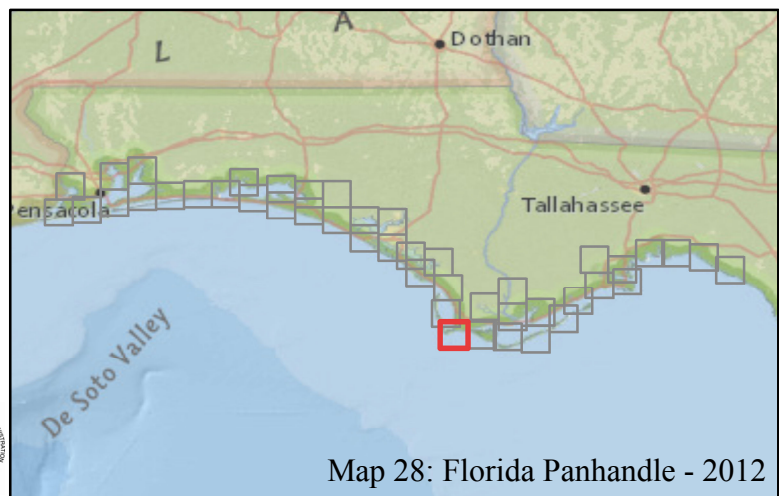 L A
Dothan
Tallahassee
Pensacola
De Soto Valley
Map 28: Florida Panhandle - 2012